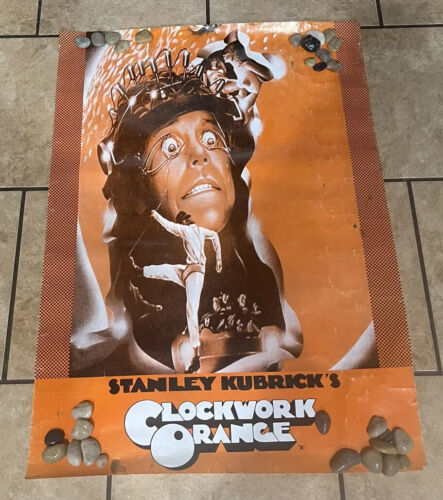 STANLEY KUBRICK'S
CLOCKWORK
ORANGE
'X'